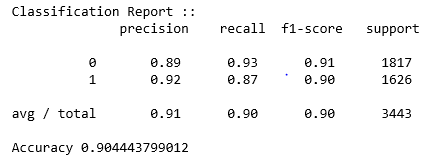 Classification Report ::
precision recall f1-score support
0 0.89 0.93 0.91 1817
1 0.92 0.87 0.90 1626
avg / total 0.91 0.90 0.90 3443
Accuracy 0.904443799012